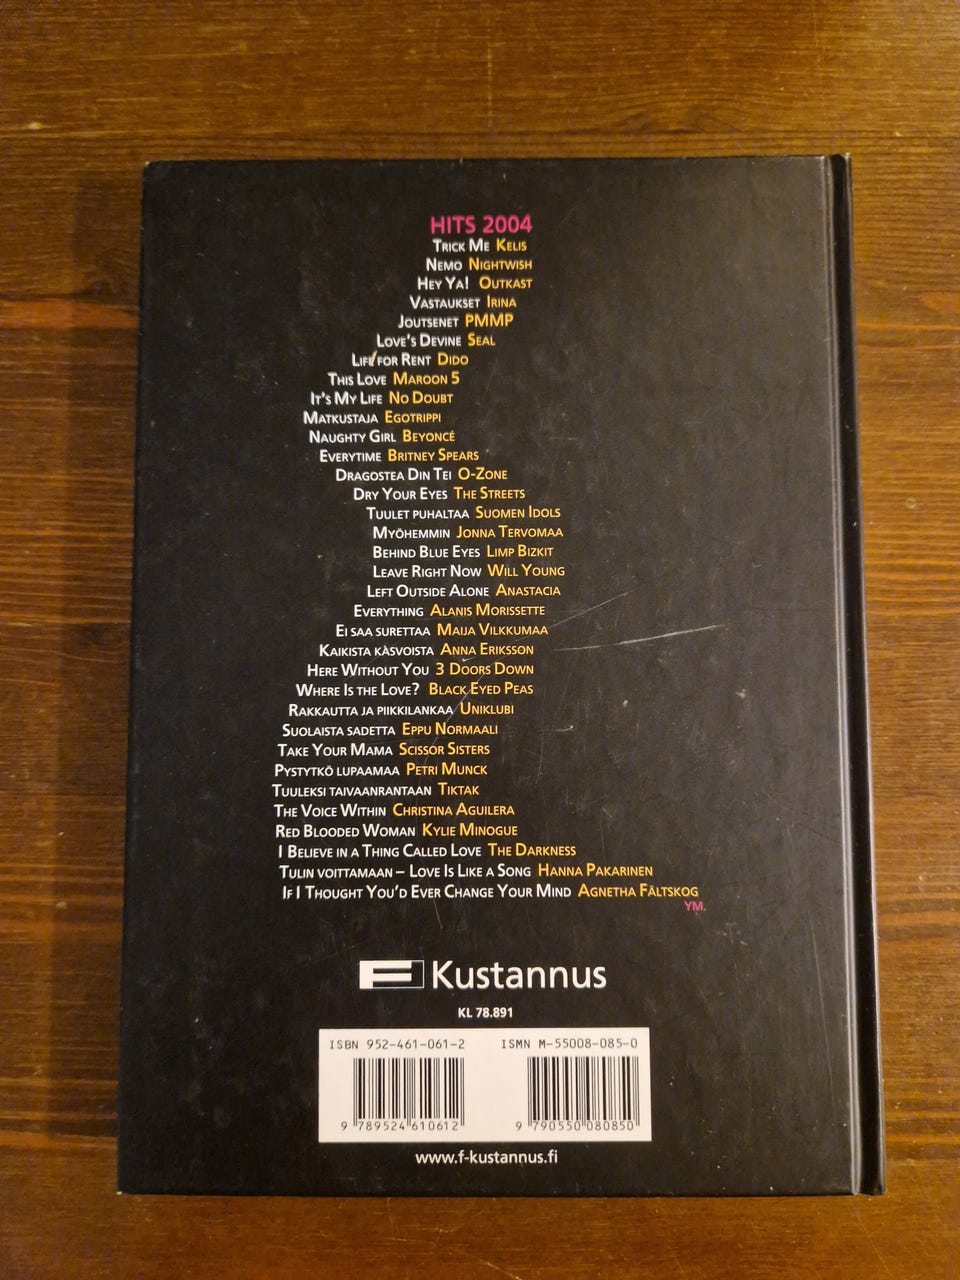 HITS 2004
Trick Me Kelis
Nemo Nightwish
Hey Ya! Outkast
Vastaukset Irina
Joutsenet PMMP
Love's Devine Seal
Life for Rent Dido
This Love Maroon 5
It's My Life No Doubt
Matkustaja Egotrippi
Naughty Girl Beyoncé
Everytime Britney Spears
Dragostea Din Tei O-Zone
Dry Your Eyes The Streets
Tuulet puhaltaa Suomen Idols
Myöhemmin Jonna Tervomaa
Behind Blue Eyes Limp Bizkit
Leave Right Now Will Young
Left Outside Alone Anastacia
Everything Alanis Morissette
Ei saa surettaa Maija Vilkkumaa
Kaikista kasvoista Anna Eriksson
Here Without You 3 Doors Down
Where Is the Love? Black Eyed Peas
Rakkautta ja piikkilankaa Uniklubi
Suolaista sadetta Eppu Normaali
Take Your Mama Scissor Sisters
Pystytkö lupaamaa Petri Munck
Tuuleksi taivaanrantaan Tiktak
The Voice Within Christina Aguilera
Red Blooded Woman Kylie Minogue
I Believe in a Thing Called Love The Darkness
Tulin voittamaan – Love Is Like a Song Hanna Pakarinen
If I Thought You'd Ever Change Your Mind Agnetha Fältskog
YM.
F Kustannus
KL 78.891
ISBN 952-461-061-2 ISMN M-55008-085-0
9 789524 610612 9 790550 080850
www.f-kustannus.fi